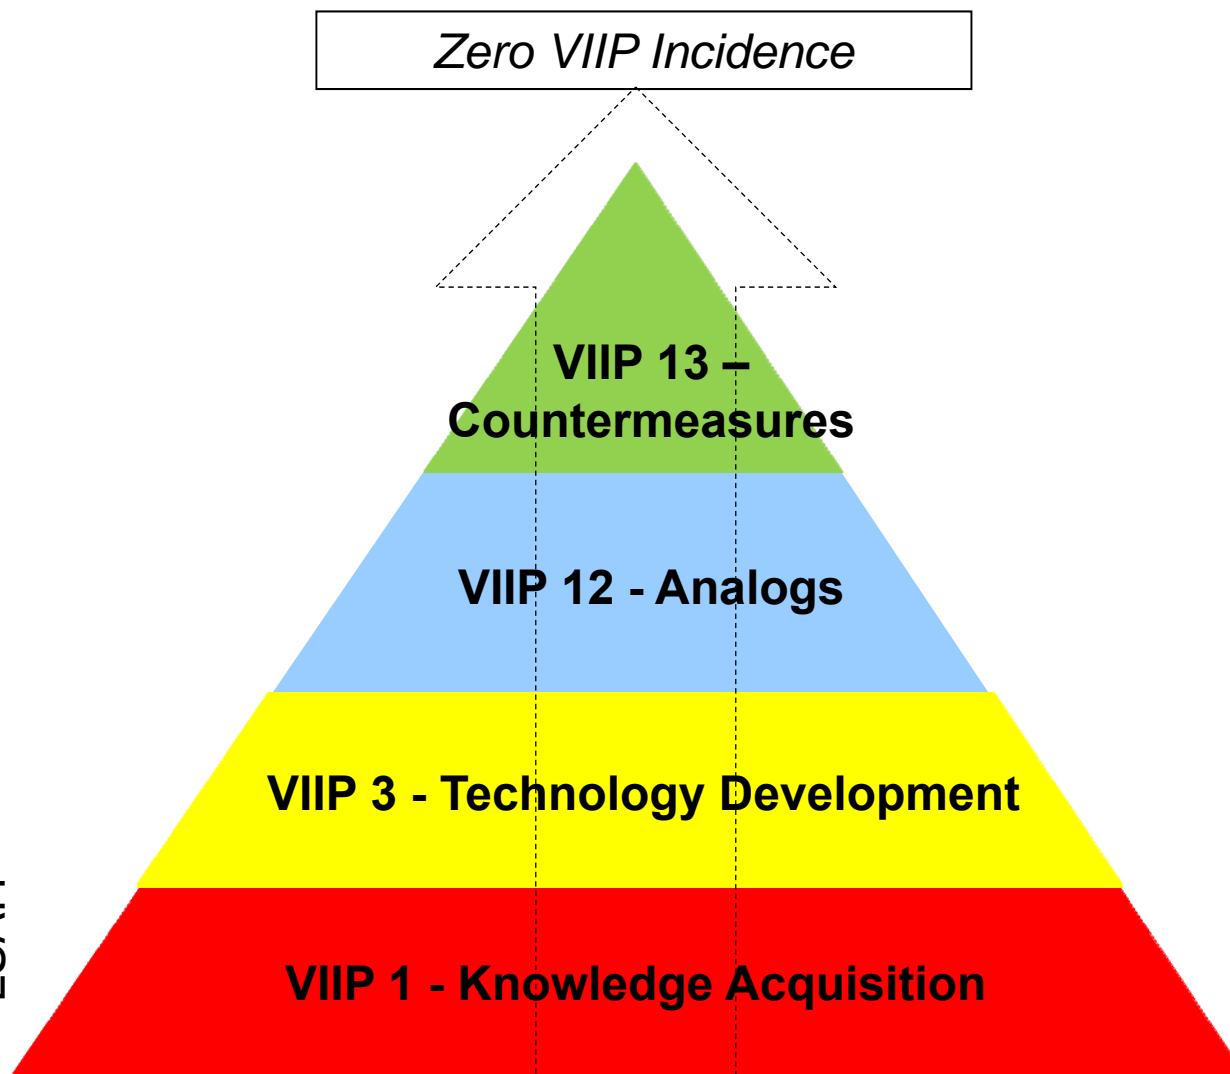 Zero VIIP Incidence
VIIP 13 –
Countermeasures
VIIP 12 - Analogs
VIIP 3 - Technology Development
VIIP 1 - Knowledge Acquisition